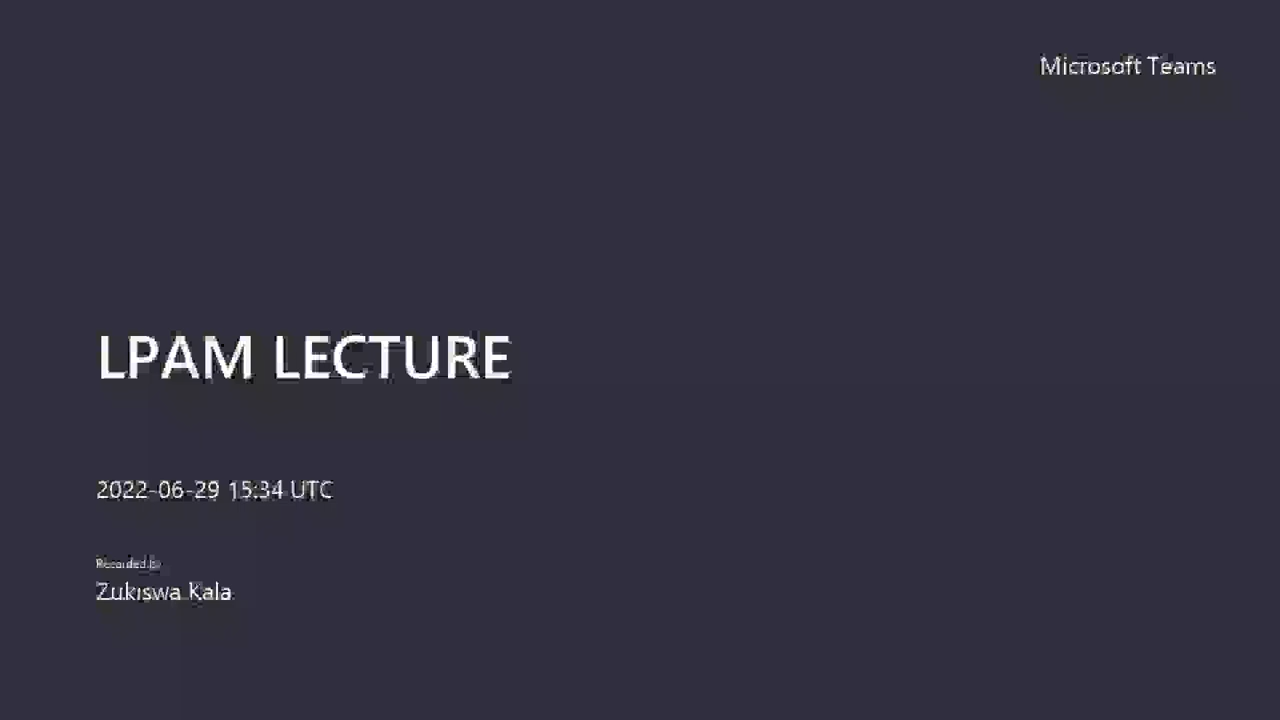 Microsoft Teams
LPAM LECTURE
2022-06-29 15:34 UTC
Recorded by
Zukiswa Kala